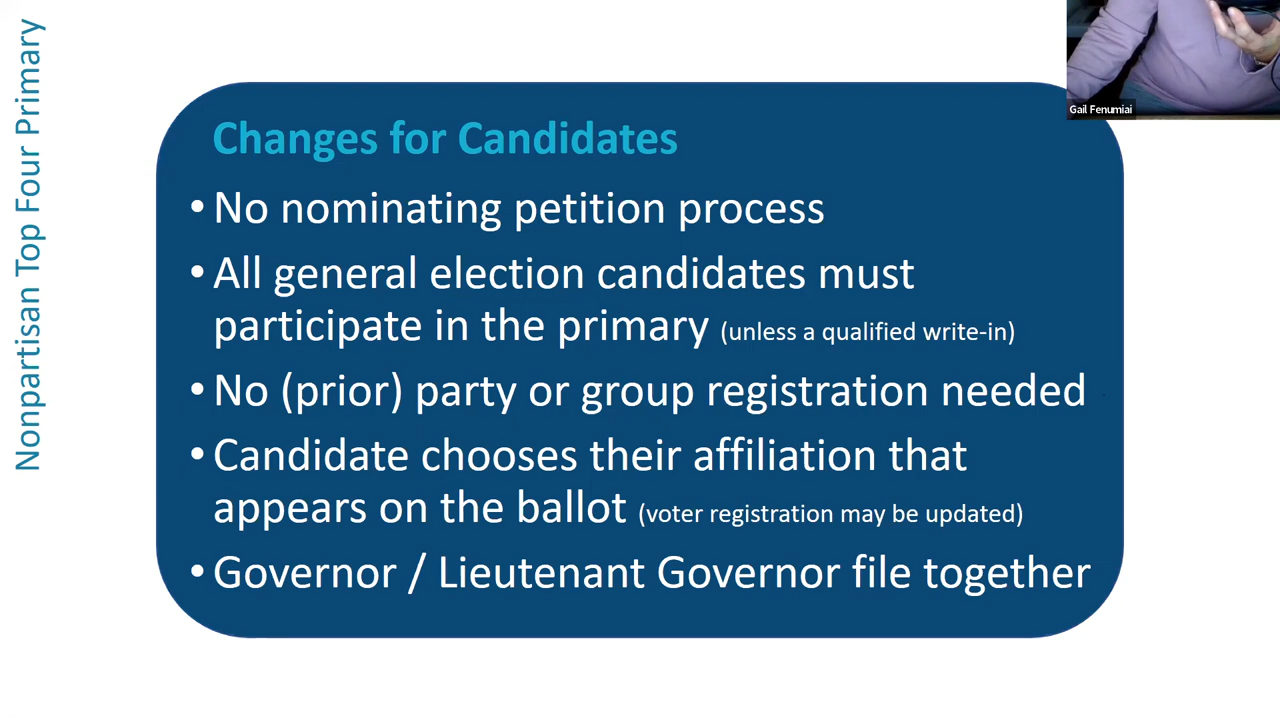 Nonpartisan Top Four Primary
Gail Fenumiai
Changes for Candidates
• No nominating petition process
• All general election candidates must
participate in the primary (unless a qualified write-in)
• No (prior) party or group registration needed
• Candidate chooses their affiliation that
appears on the ballot (voter registration may be updated)
• Governor / Lieutenant Governor file together